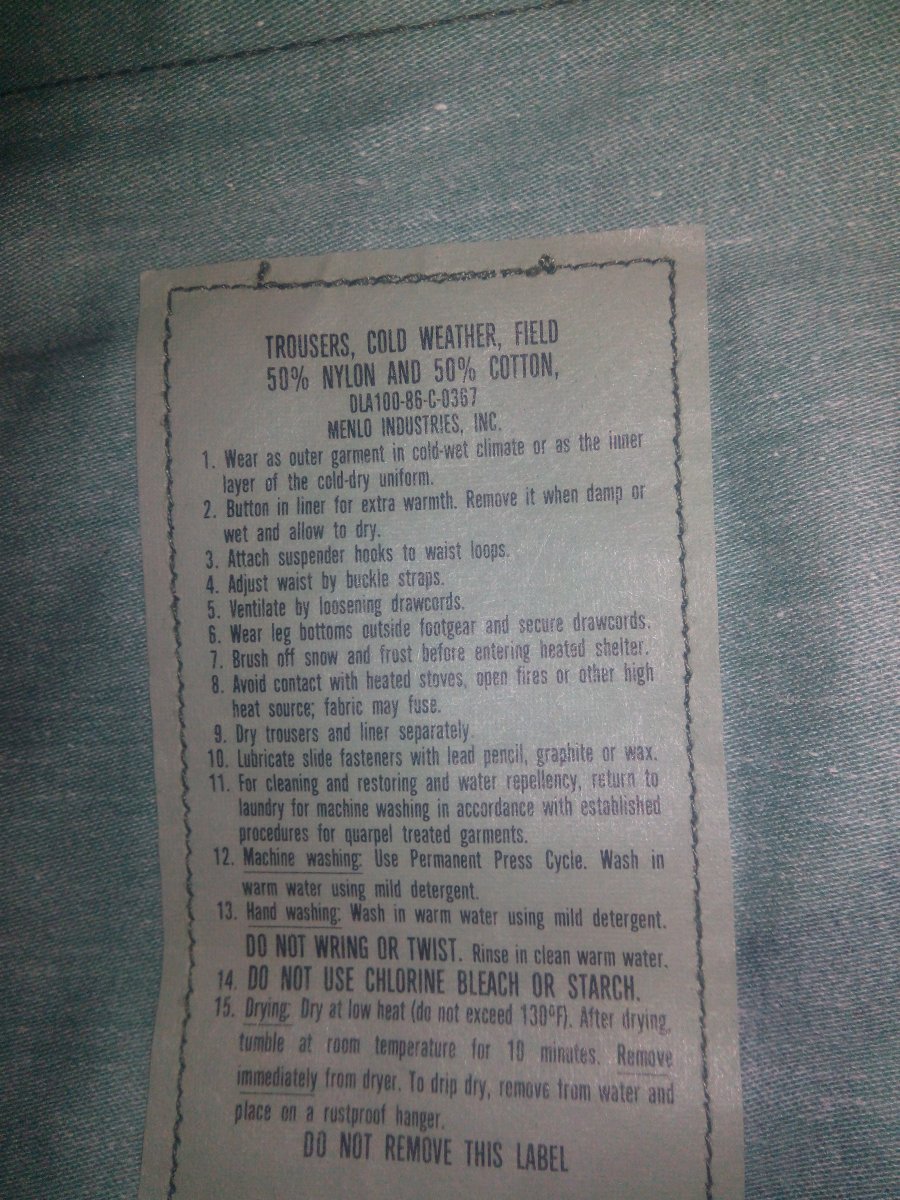 TROUSERS, COLD WEATHER, FIELD
50% NYLON AND 50% COTTON,
DLA100-86-C-0367
MENLO INDUSTRIES, INC.
1. Wear as outer garment in cold-wet climate or as the inner
layer of the cold-dry uniform.
2. Button in liner for extra warmth. Remove it when damp or
wet and allow to dry.
3. Attach suspender hooks to waist loops.
4. Adjust waist by buckle straps.
5. Ventilate by loosening drawcords.
6. Wear leg bottoms outside footgear and secure drawcords.
7. Brush off snow and frost before entering heated shelter.
8. Avoid contact with heated stoves, open fires or other high
heat source; fabric may fuse.
9. Dry trousers and liner separately.
10. Lubricate slide fasteners with lead pencil, graphite or wax.
11. For cleaning and restoring and water repellency, return to
laundry for machine washing in accordance with established
procedures for quarpel treated garments.
12. Machine washing: Use Permanent Press Cycle. Wash in
warm water using mild detergent.
13. Hand washing: Wash in warm water using mild detergent.
DO NOT WRING OR TWIST. Rinse in clean warm water.
14. DO NOT USE CHLORINE BLEACH OR STARCH.
15. Drying: Dry at low heat (do not exceed 130ºF). After drying,
tumble at room temperature for 10 minutes. Remove
immediately from dryer. To drip dry, remove from water and
place on a rustproof hanger.
DO NOT REMOVE THIS LABEL